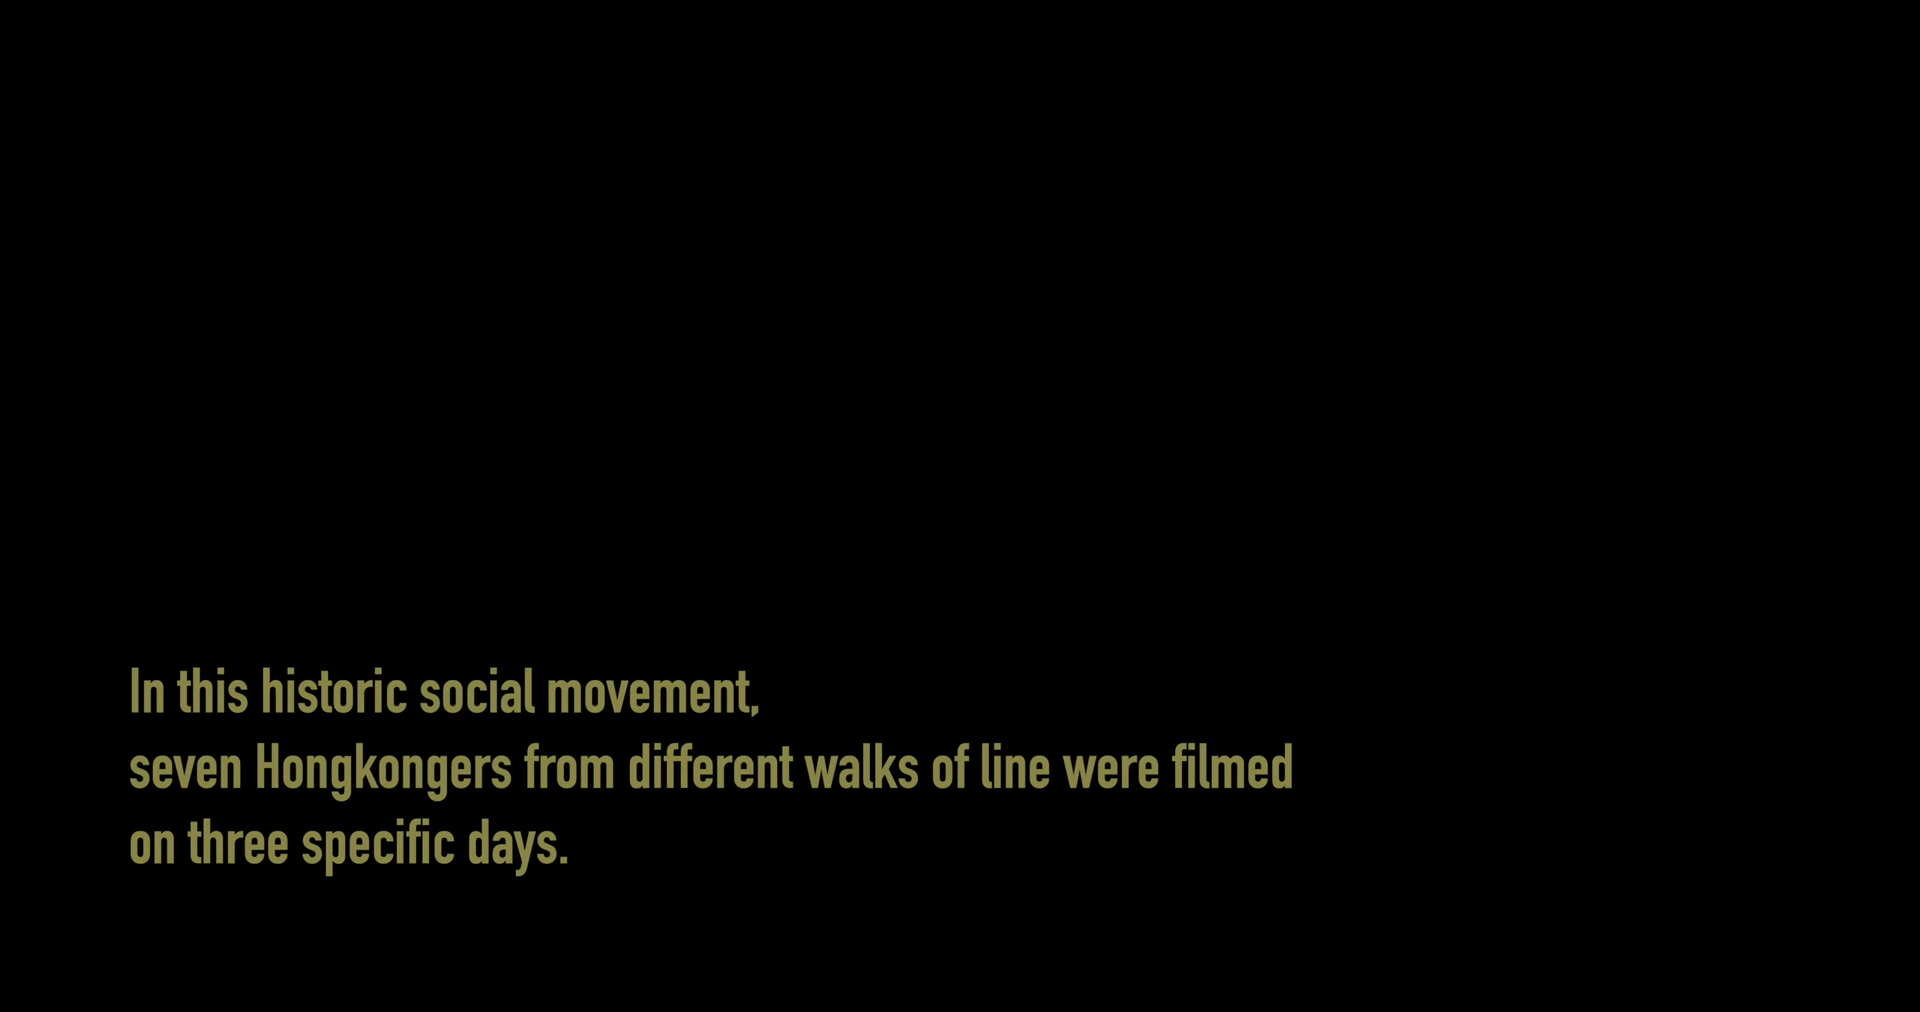 In this historic social movement,
seven Hongkongers from different walks of line were filmed
on three specific days.